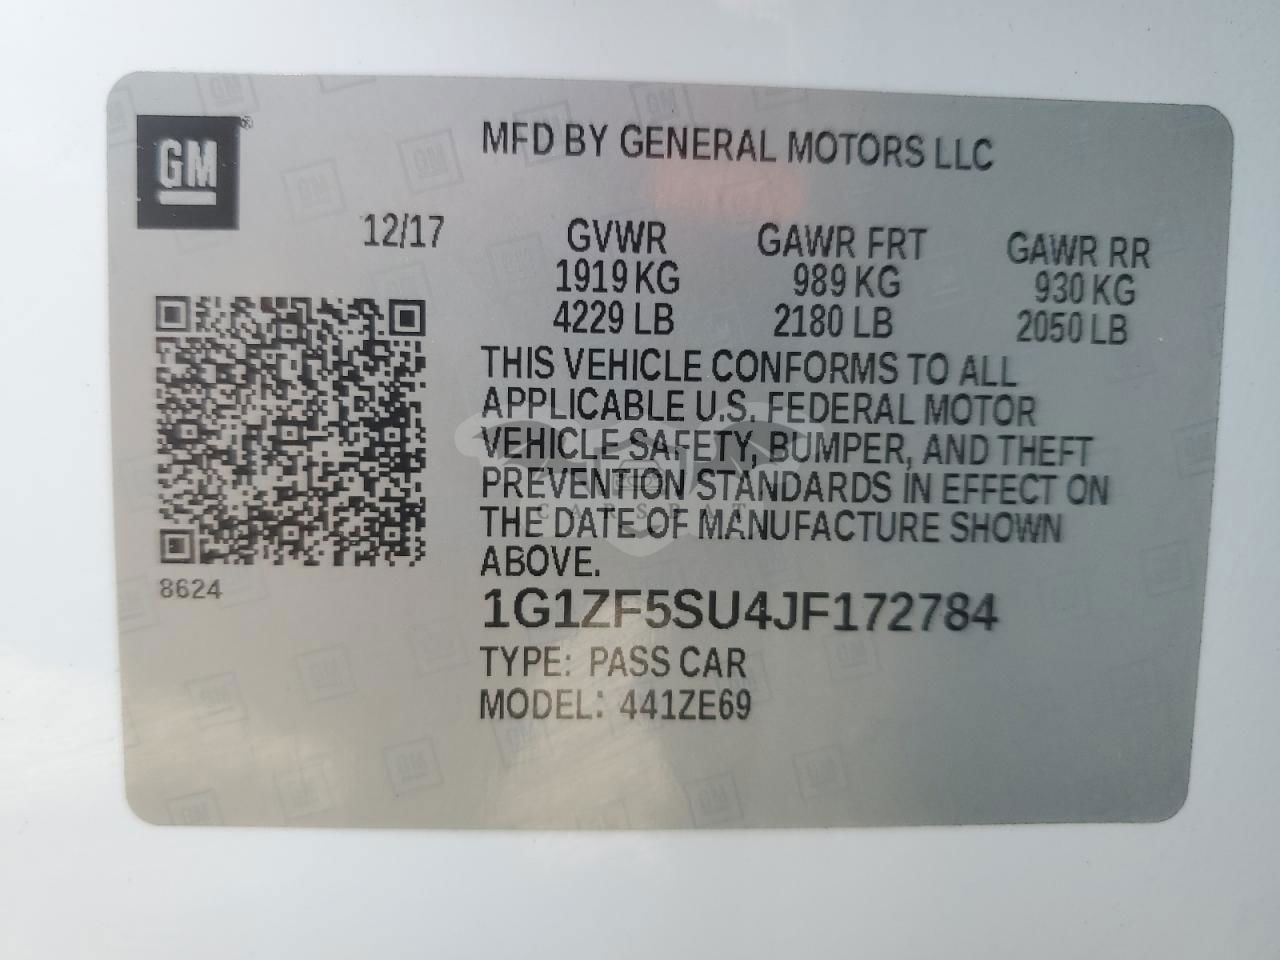 GM
MFD BY GENERAL MOTORS LLC
12/17
GVWR GAWR FRT GAWR RR
1919 KG 989 KG 930 KG
4229 LB 2180 LB 2050 LB
THIS VEHICLE CONFORMS TO ALL
APPLICABLE U.S. FEDERAL MOTOR
VEHICLE SAFETY, BUMPER, AND THEFT
PREVENTION STANDARDS IN EFFECT ON
THE DATE OF MANUFACTURE SHOWN
ABOVE.
8624
1G1ZF5SU4JF172784
TYPE: PASS CAR
MODEL: 441ZE69